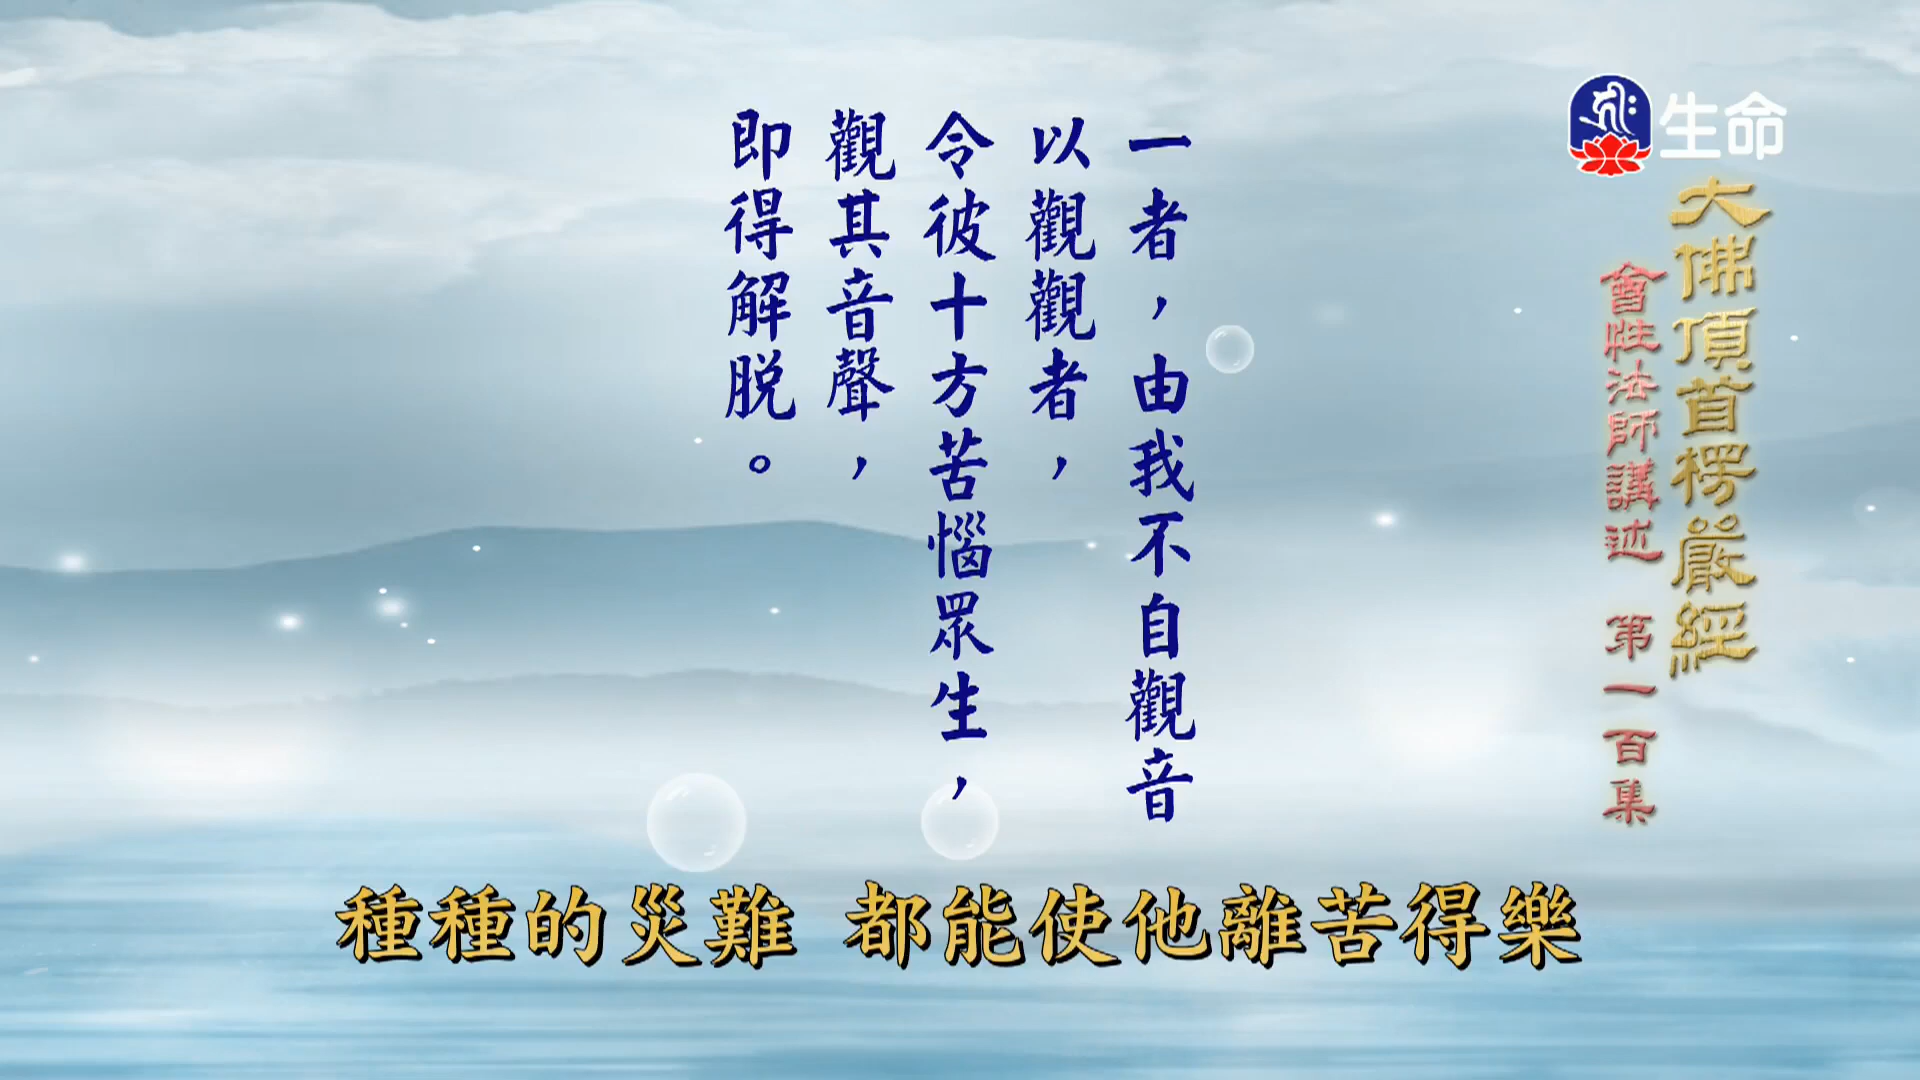 生命
大佛頂首楞嚴經
會性法師講述 第一百集
一者，由我不自觀音
以觀觀者，
令彼十方苦惱眾生，
觀其音聲，
即得解脱。
種種的災難 都能使他離苦得樂